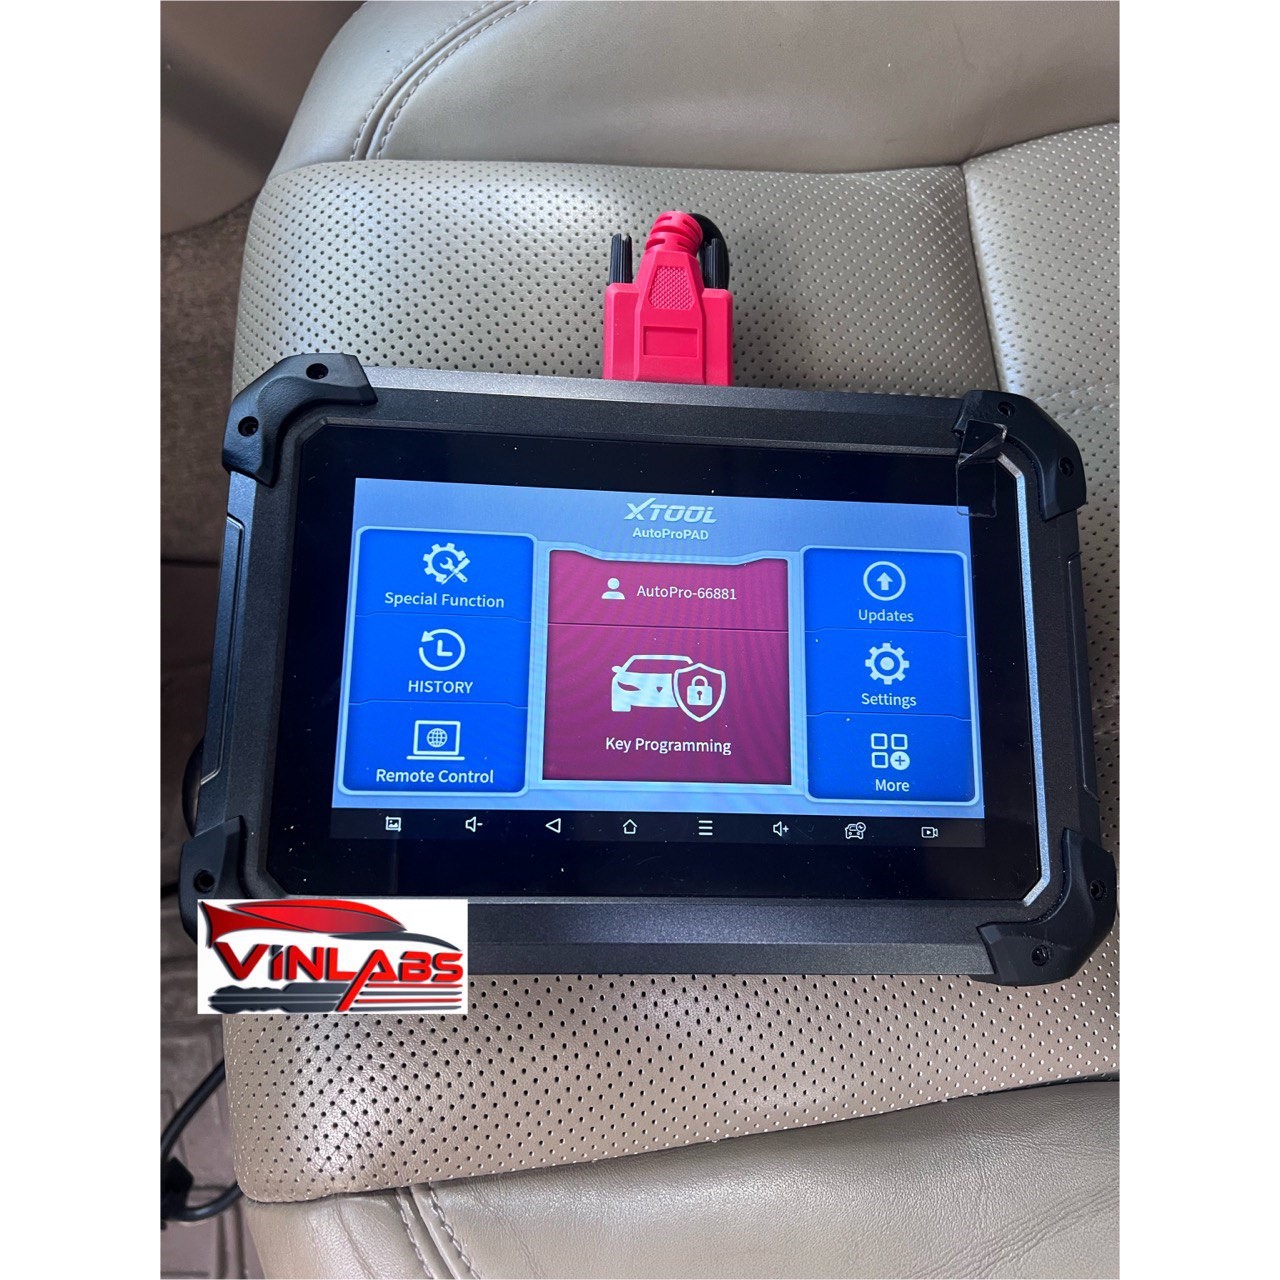 XTOOL
AutoProPAD
Special Function
HISTORY
Remote Control
AutoPro-66881
Key Programming
Updates
Settings
More
VINLABS